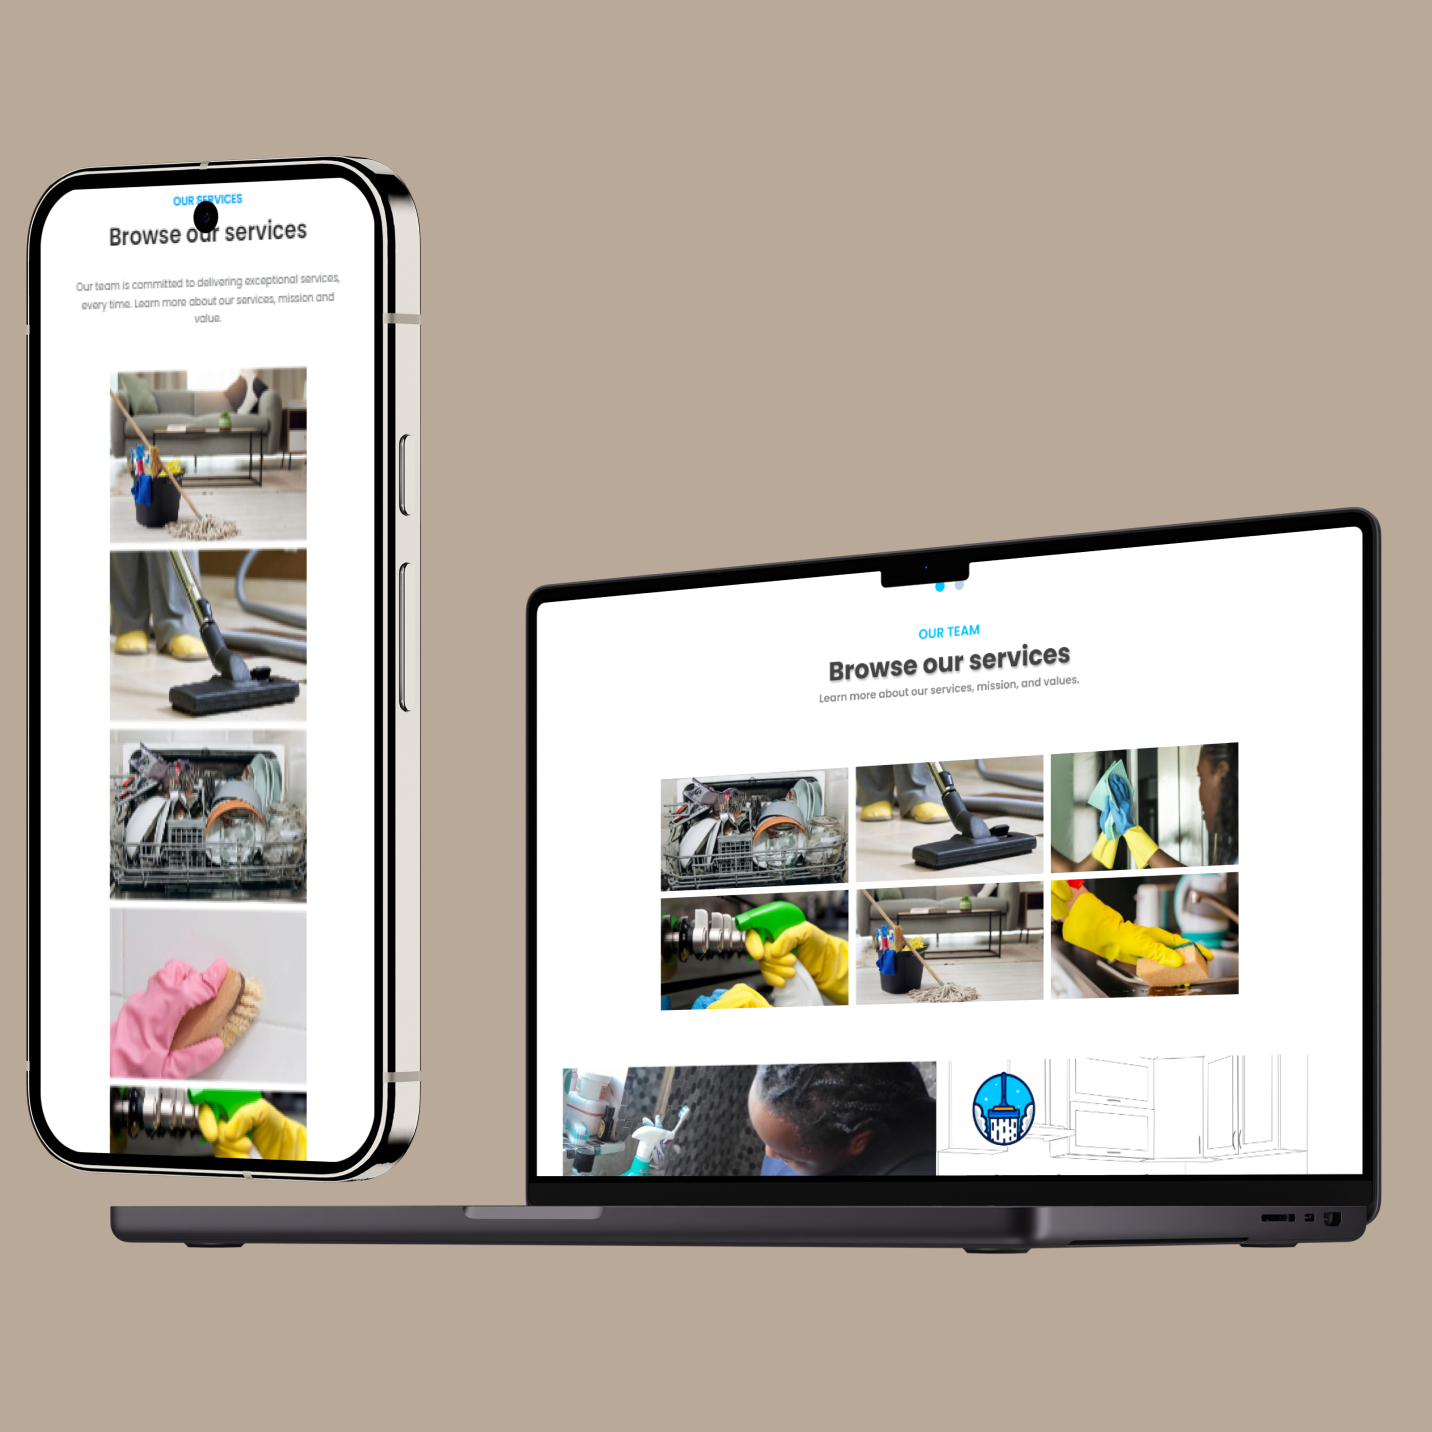 OUR SERVICES
Browse our services
Our team is committed to delivering exceptional services,
every time. Learn more about our services, mission and
value.
OUR TEAM
Browse our services
Learn more about our services, mission, and values.